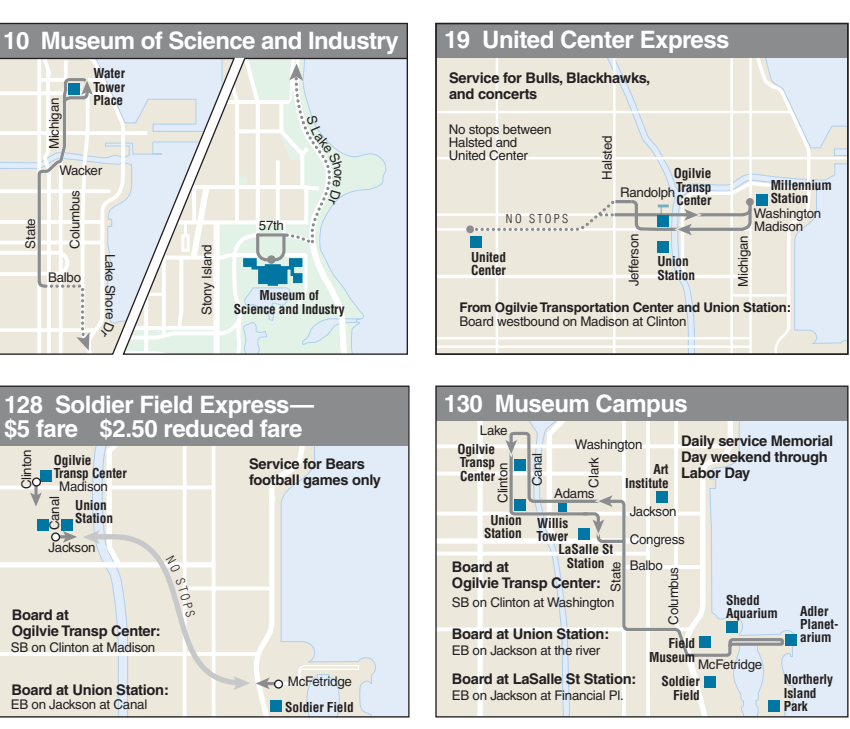 10 Museum of Science and Industry
Water
Tower
Place
Michigan
Wacker
State
Columbus
Balbo
Lake Shore Dr
S Lake Shore Dr
57th
Stony Island
Museum of
Science and Industry
19 United Center Express
Service for Bulls, Blackhawks,
and concerts
No stops between
Halsted and
United Center
Halsted
Ogilvie
Transp
Center
Randolph
Millennium
Station
Washington
Madison
NO STOPS
United
Center
Jefferson
Union
Station
Michigan
From Ogilvie Transportation Center and Union Station:
Board westbound on Madison at Clinton
128 Soldier Field Express—
$5 fare $2.50 reduced fare
Clinton
Ogilvie
Transp Center
Madison
Service for Bears
football games only
Canal
Union
Station
Jackson
NO STOPS
Board at
Ogilvie Transp Center:
SB on Clinton at Madison
Board at Union Station:
EB on Jackson at Canal
McFetridge
Soldier Field
130 Museum Campus
Lake
Ogilvie
Transp
Center
Clinton
Canal
Washington
Clark
Daily service Memorial
Day weekend through
Labor Day
Art
Institute
Adams
Jackson
Union
Station
Willis
Tower
LaSalle St
Station
Congress
State
Balbo
Columbus
Board at
Ogilvie Transp Center:
SB on Clinton at Washington
Board at Union Station:
EB on Jackson at the river
Board at LaSalle St Station:
EB on Jackson at Financial Pl.
Shedd
Aquarium
Adler
Planet-
arium
Field
Museum
McFetridge
Soldier
Field
Northerly
Island
Park